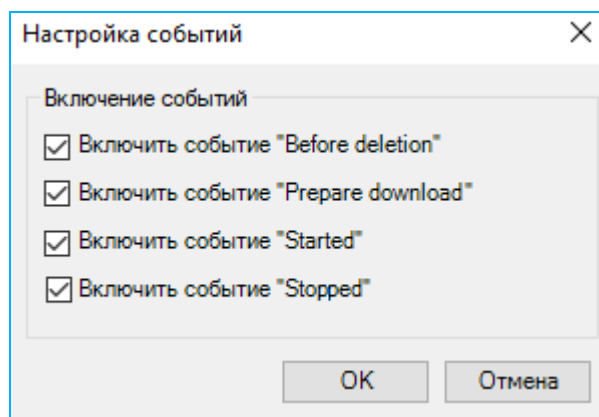 Настройка событий
Включение событий
Включить событие "Before deletion"
Включить событие "Prepare download"
Включить событие "Started"
Включить событие "Stopped"
OK
Отмена